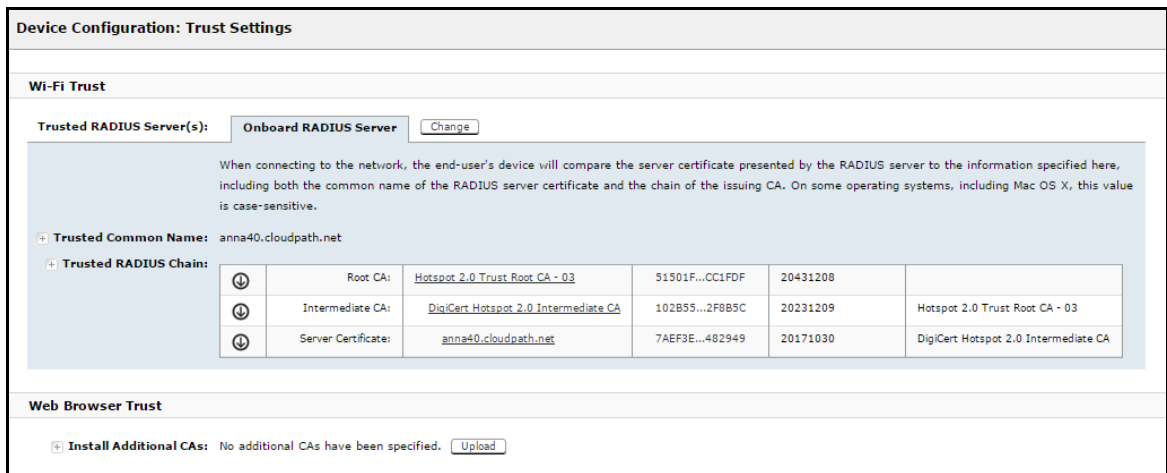 Device Configuration: Trust Settings
Wi-Fi Trust
Trusted RADIUS Server(s): Onboard RADIUS Server Change
When connecting to the network, the end-user's device will compare the server certificate presented by the RADIUS server to the information specified here,
including both the common name of the RADIUS server certificate and the chain of the issuing CA. On some operating systems, including Mac OS X, this value
is case-sensitive.
Trusted Common Name: anna40.cloudpath.net
Trusted RADIUS Chain:
Root CA: Hotspot 2.0 Trust Root CA - 03 51501F...CC1FDF 20431208
Intermediate CA: DigiCert Hotspot 2.0 Intermediate CA 102B55...2F8B5C 20231209 Hotspot 2.0 Trust Root CA - 03
Server Certificate: anna40.cloudpath.net 7AEF3E...482949 20171030 DigiCert Hotspot 2.0 Intermediate CA
Web Browser Trust
Install Additional CAs: No additional CAs have been specified. Upload